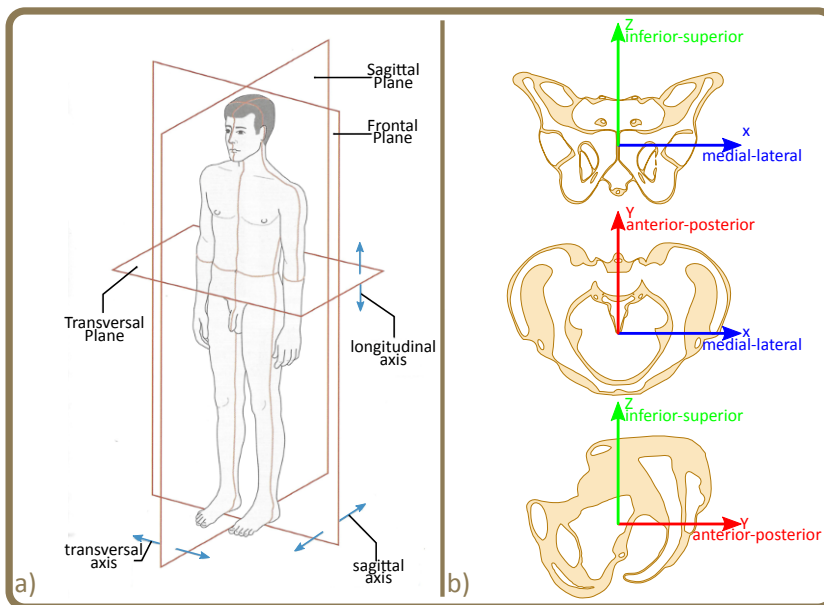 Sagittal
Plane
Frontal
Plane
Transversal
Plane
longitudinal
axis
transversal
axis
sagittal
axis
a)
Z
inferior-superior
x
medial-lateral
Y
anterior-posterior
x
medial-lateral
Z
inferior-superior
Y
anterior-posterior
b)